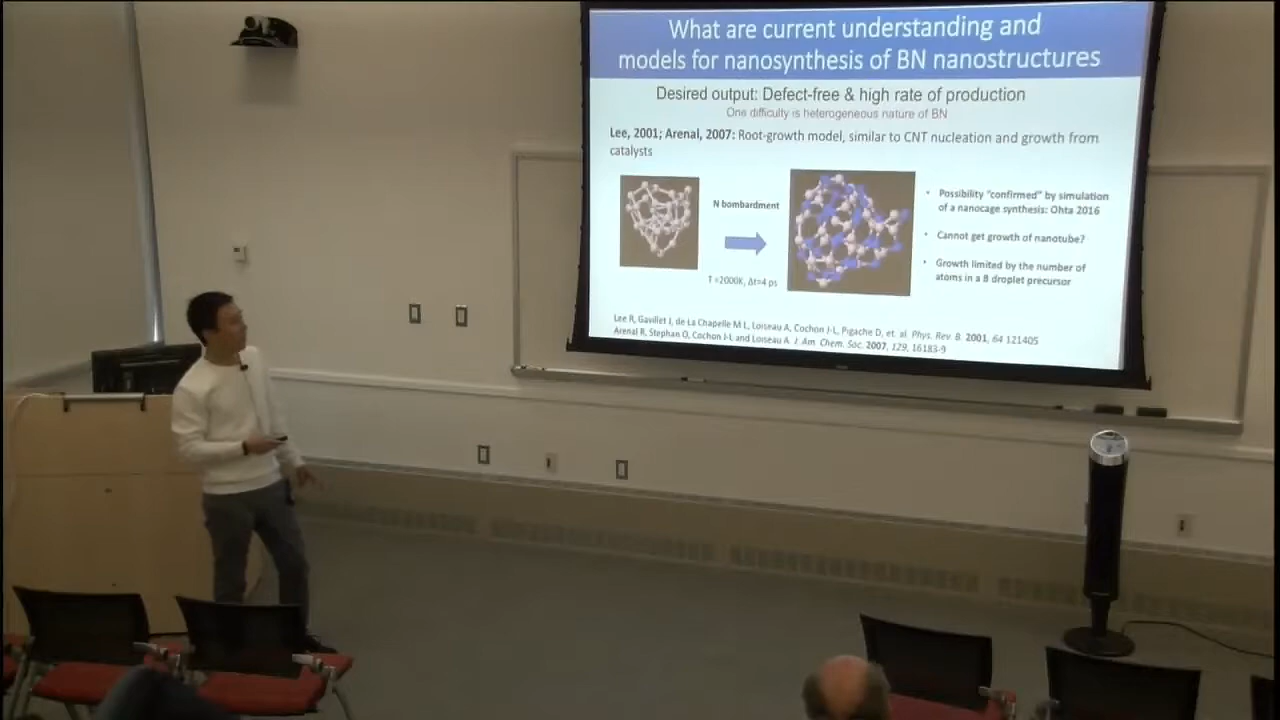 What are current understanding and
models for nanosynthesis of BN nanostructures
Desired output: Defect-free & high rate of production
One difficulty is heterogeneous nature of BN
Lee, 2001; Arenal, 2007: Root-growth model, similar to CNT nucleation and growth from
catalysts
N bombardment
T =2000K, Δt=4 ps
• Possibility "confirmed" by simulation
of a nanocage synthesis: Ohta 2016
• Cannot get growth of nanotube?
• Growth limited by the number of
atoms in a B droplet precursor
Lee R, Gavillet J, de La Chapelle M L, Loiseau A, Cochon J-L, Pigache D, et. al. Phys. Rev. B. 2001, 64 121405
Arenal R, Stephan O, Cochon J-L and Loiseau A J. Am. Chem. Soc. 2007, 129, 16183-9